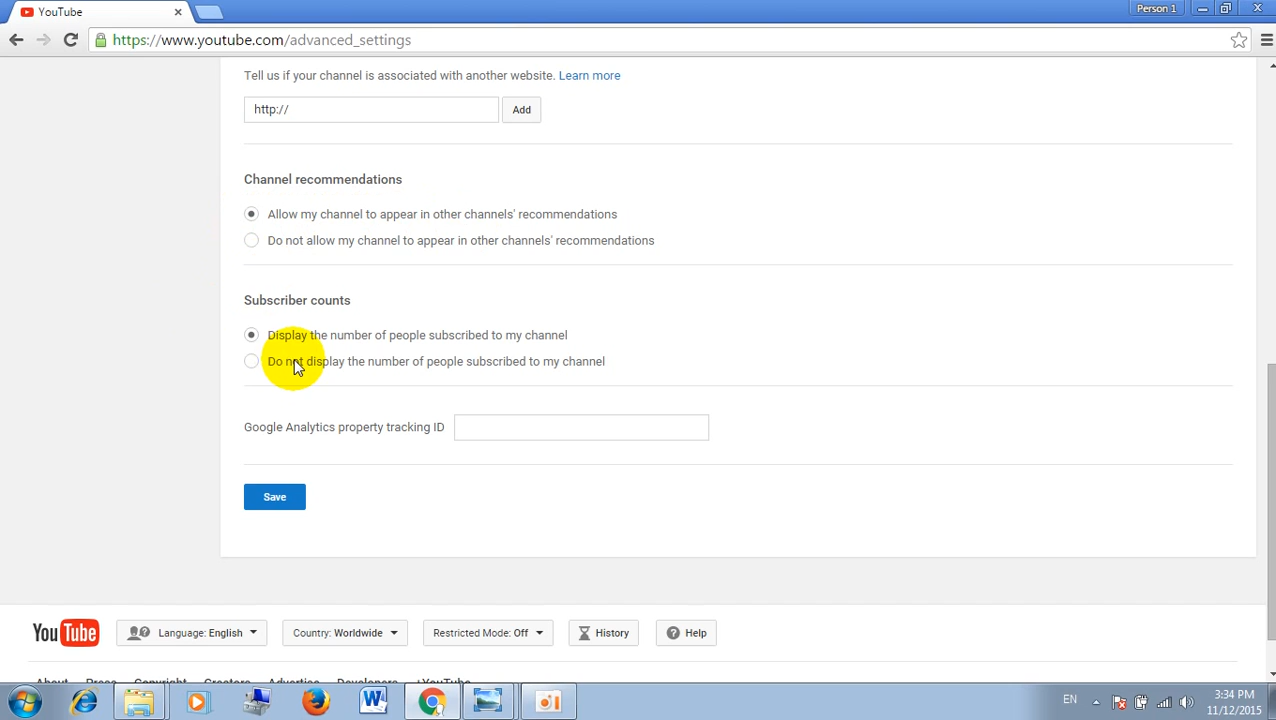 YouTube
Person 1
https://www.youtube.com/advanced_settings
Tell us if your channel is associated with another website. Learn more
http://
Add
Channel recommendations
Allow my channel to appear in other channels' recommendations
Do not allow my channel to appear in other channels' recommendations
Subscriber counts
Display the number of people subscribed to my channel
Do not display the number of people subscribed to my channel
Google Analytics property tracking ID
Save
YouTube
Language: English
Country: Worldwide
Restricted Mode: Off
History
Help
About Press Copyright Creators Advertise Developers +YouTube
EN
3:34 PM
11/12/2015